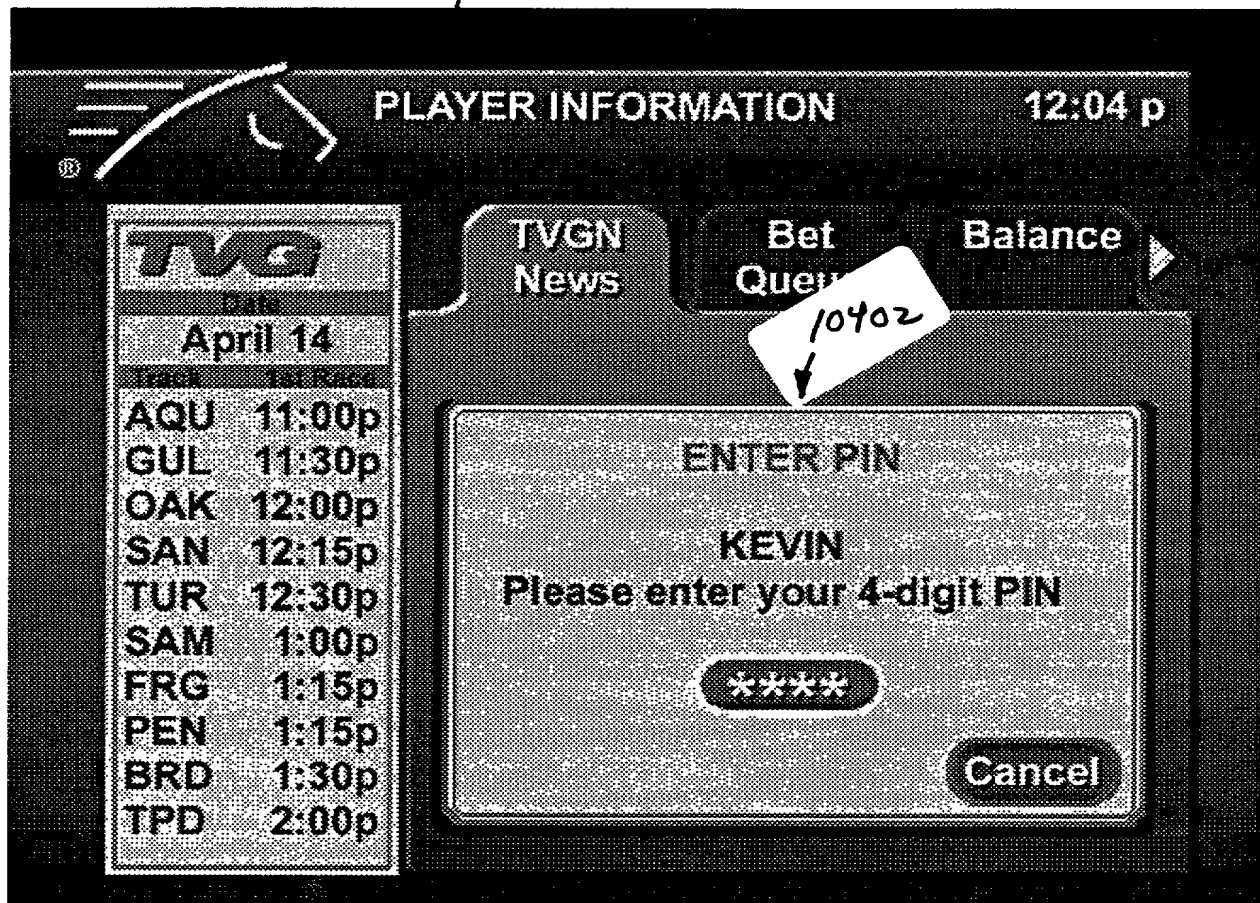 PLAYER INFORMATION 12:04 p
®
TVG
Date
April 14
Track 1st Race
AQU 11:00p
GUL 11:30p
OAK 12:00p
SAN 12:15p
TUR 12:30p
SAM 1:00p
FRG 1:15p
PEN 1:15p
BRD 1:30p
TPD 2:00p
TVGN
News
Bet
Queu
Balance
10402
ENTER PIN
KEVIN
Please enter your 4-digit PIN
****
Cancel